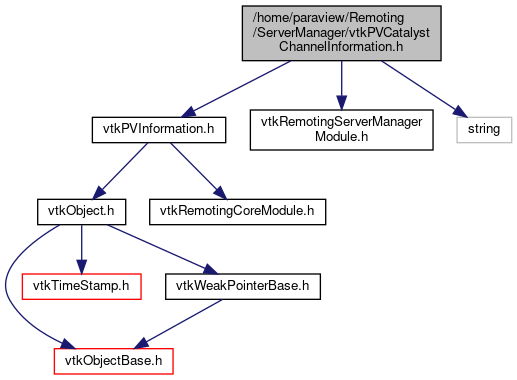 /home/paraview/Remoting
/ServerManager/vtkPVCatalyst
ChannelInformation.h
vtkPVInformation.h
vtkRemotingServerManager
Module.h
string
vtkObject.h
vtkRemotingCoreModule.h
vtkTimeStamp.h
vtkWeakPointerBase.h
vtkObjectBase.h